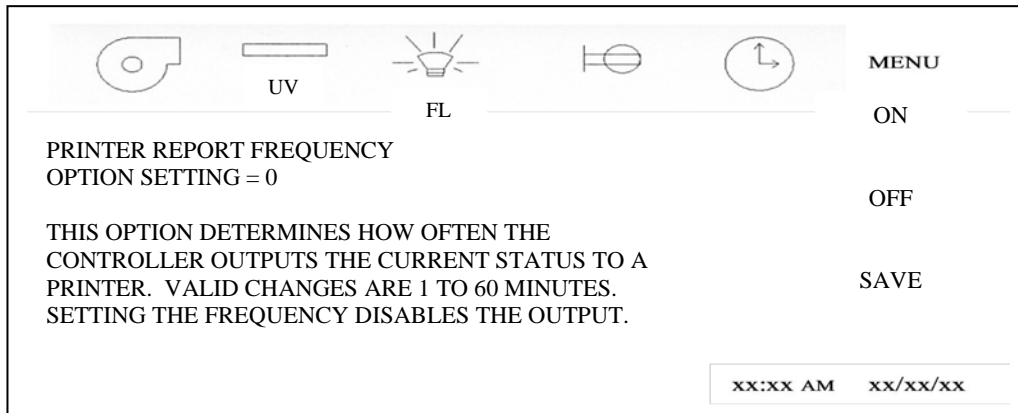 MENU
UV
FL
ON
PRINTER REPORT FREQUENCY
OPTION SETTING = 0
OFF
THIS OPTION DETERMINES HOW OFTEN THE
CONTROLLER OUTPUTS THE CURRENT STATUS TO A
PRINTER. VALID CHANGES ARE 1 TO 60 MINUTES.
SETTING THE FREQUENCY DISABLES THE OUTPUT.
SAVE
xx:xx AM xx/xx/xx